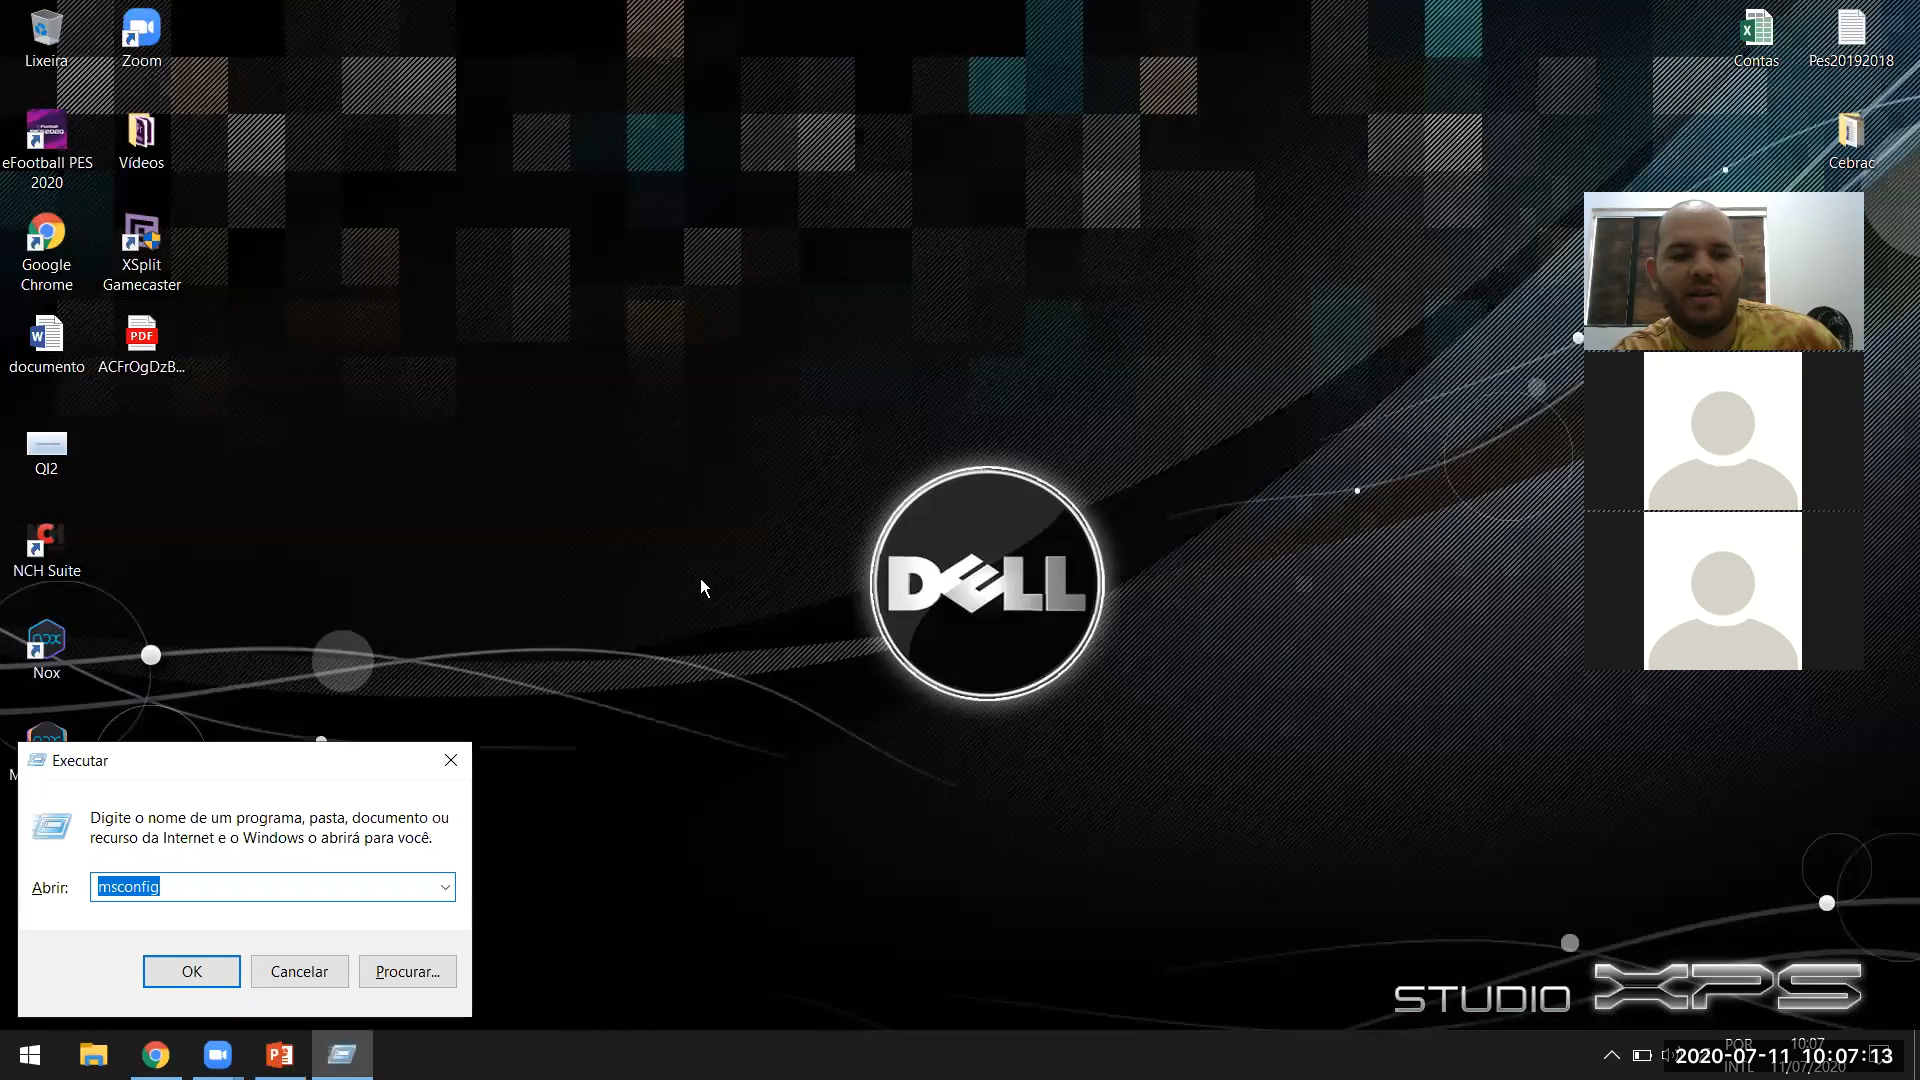 Lixeira
Zoom
Contas
Pes20192018
eFootball PES
2020
Vídeos
Cebrac
Google
Chrome
XSplit
Gamecaster
documento
PDF
ACFrOgDzB...
QI2
NCH Suite
nox
Nox
DELL
Executar
Digite o nome de um programa, pasta, documento ou
recurso da Internet e o Windows o abrirá para você.
Abrir:
msconfig
OK
Cancelar
Procurar...
STUDIO XPS
POR
INTL
10:07
11/07/2020
2020-07-11 10:07:13